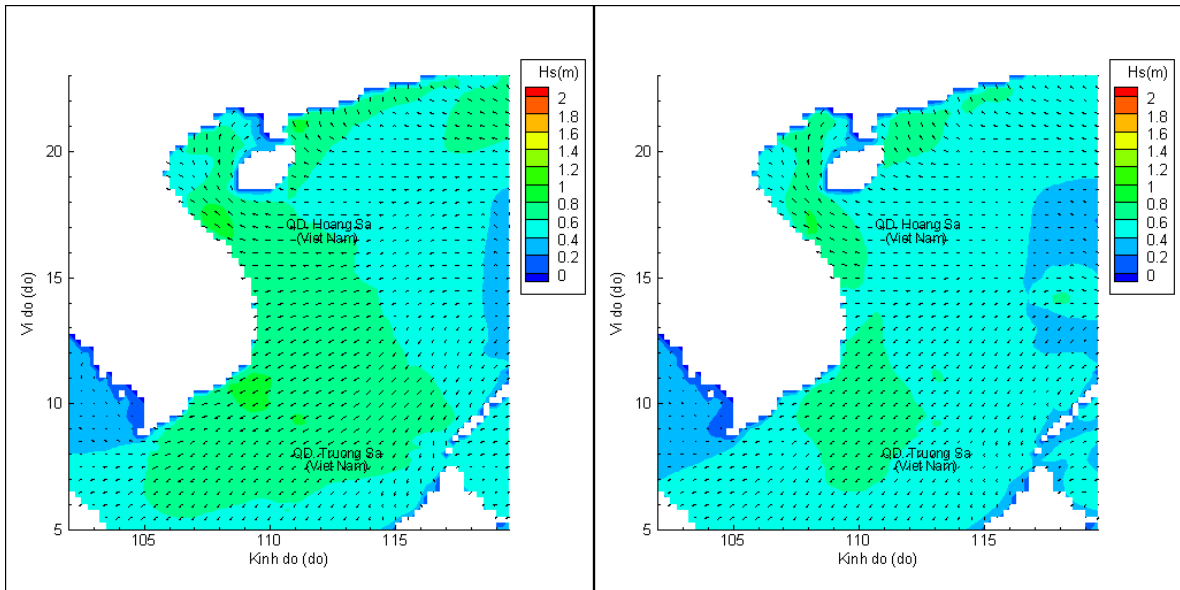 Hs(m)
2
1.8
1.6
1.4
1.2
1
0.8
0.6
0.4
0.2
0
20
15
10
5
Vi do (do)
QD. Hoang Sa
(Viet Nam)
QD. Truong Sa
(Viet Nam)
105
110
115
Kinh do (do)
Hs(m)
2
1.8
1.6
1.4
1.2
1
0.8
0.6
0.4
0.2
0
20
15
10
5
Vi do (do)
QD. Hoang Sa
(Viet Nam)
QD. Truong Sa
(Viet Nam)
105
110
115
Kinh do (do)